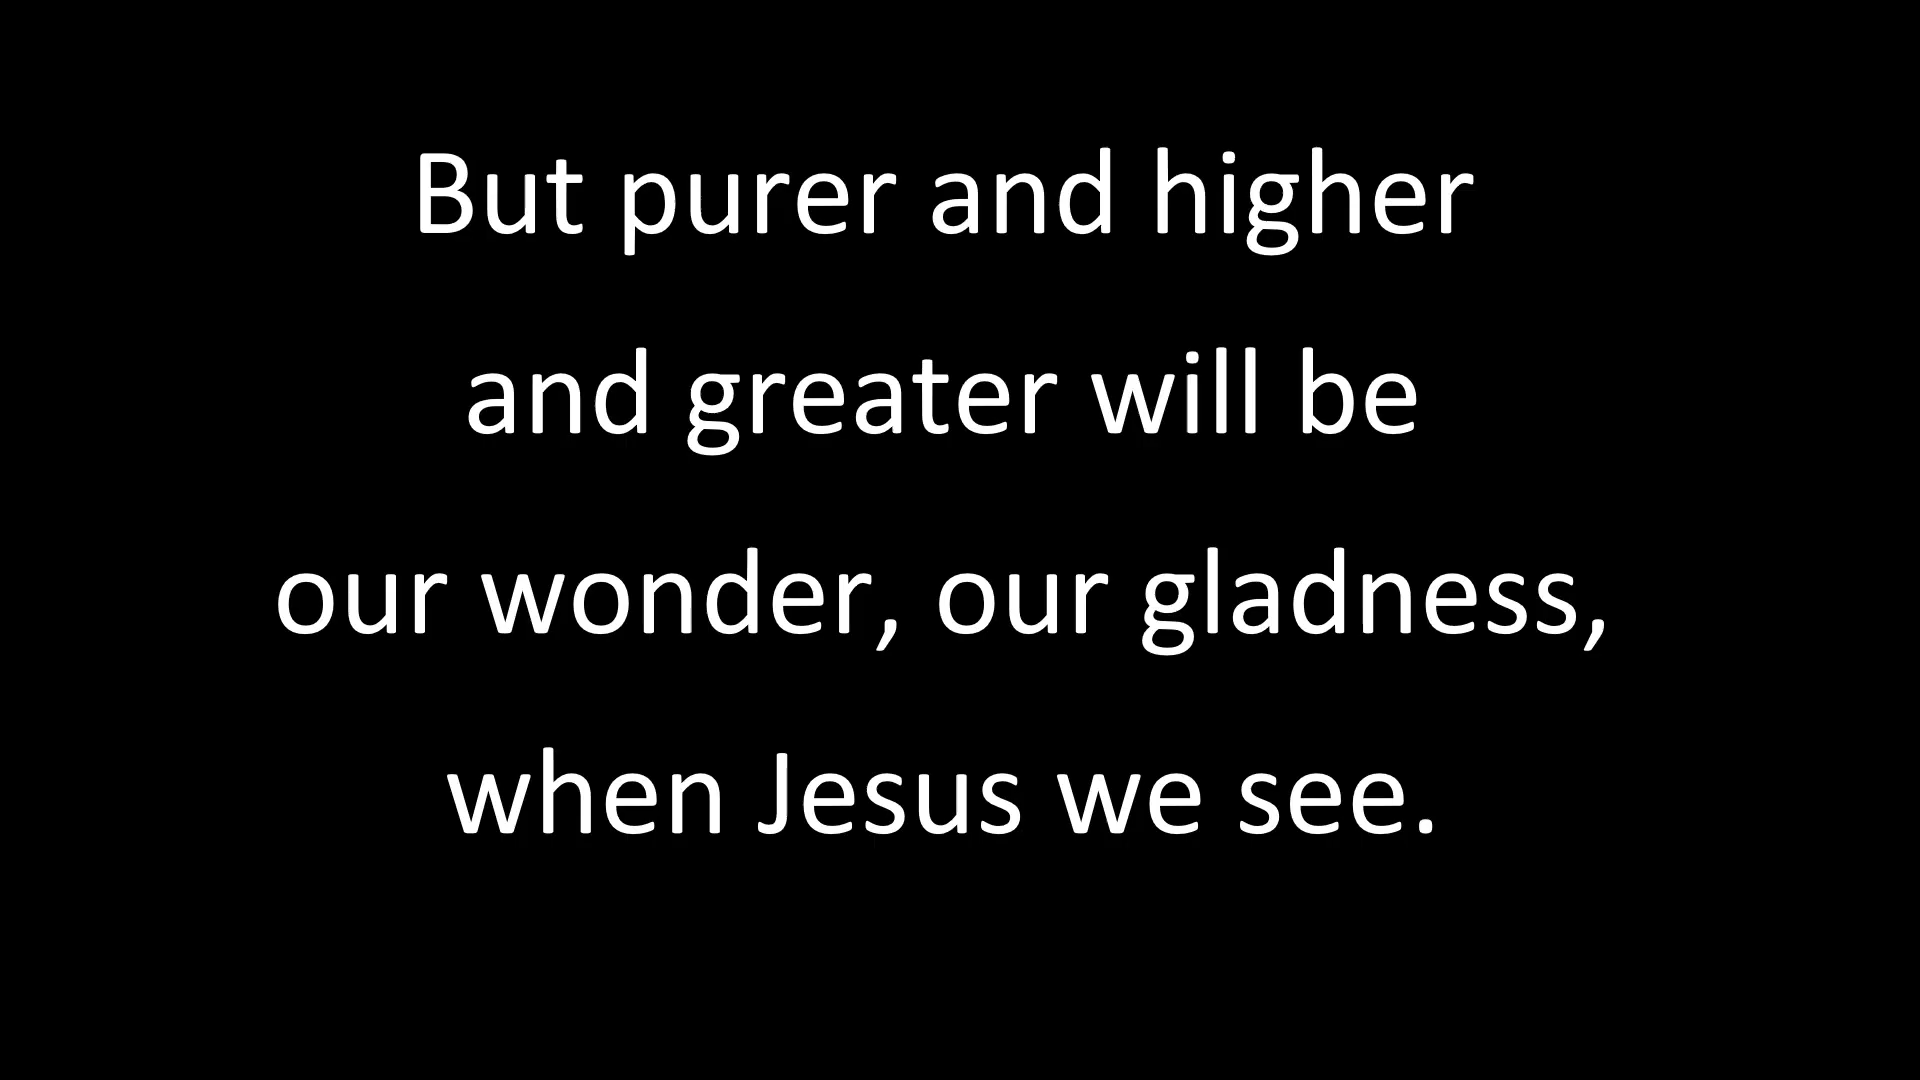 But purer and higher
and greater will be
our wonder, our gladness,
when Jesus we see.